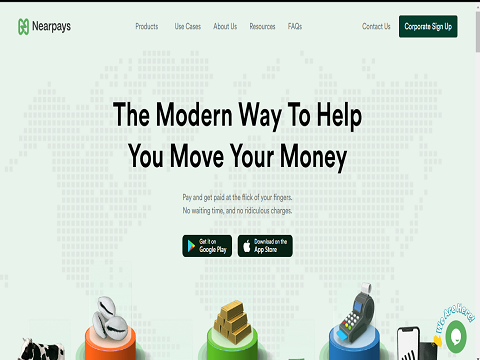 Nearpays
Products Use Cases About Us Resources FAQs
Contact Us Corporate Sign Up
The Modern Way To Help
You Move Your Money
Pay and get paid at the flick of your fingers.
No waiting time, and no ridiculous charges.
Get it on
Google Play
Download on the
App Store
We Are Here!